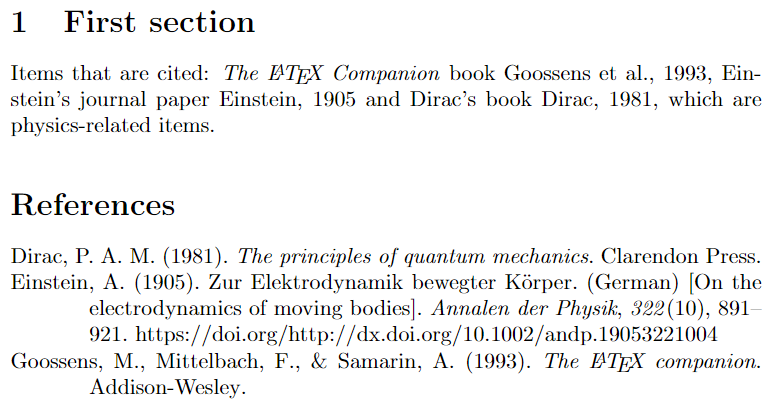 1 First section
Items that are cited: The LATEX Companion book Goossens et al., 1993, Ein-
stein's journal paper Einstein, 1905 and Dirac's book Dirac, 1981, which are
physics-related items.
References
Dirac, P. A. M. (1981). The principles of quantum mechanics. Clarendon Press.
Einstein, A. (1905). Zur Elektrodynamik bewegter Körper. (German) [On the
electrodynamics of moving bodies]. Annalen der Physik, 322(10), 891–
921. https://doi.org/http://dx.doi.org/10.1002/andp.19053221004
Goossens, M., Mittelbach, F., & Samarin, A. (1993). The LATEX companion.
Addison-Wesley.